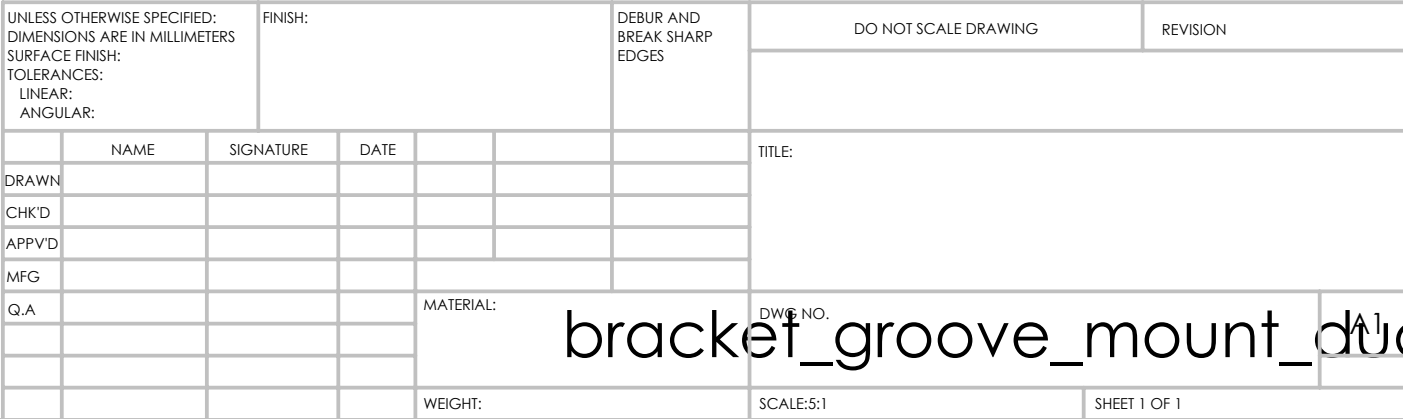 UNLESS OTHERWISE SPECIFIED:
DIMENSIONS ARE IN MILLIMETERS
SURFACE FINISH:
TOLERANCES:
LINEAR:
ANGULAR:
FINISH:
DEBUR AND
BREAK SHARP
EDGES
DO NOT SCALE DRAWING
REVISION
NAME
SIGNATURE
DATE
TITLE:
DRAWN
CHK'D
APPV'D
MFG
Q.A
MATERIAL:
DWG NO.
bracket_groove_mount_du
A1
WEIGHT:
SCALE:5:1
SHEET 1 OF 1